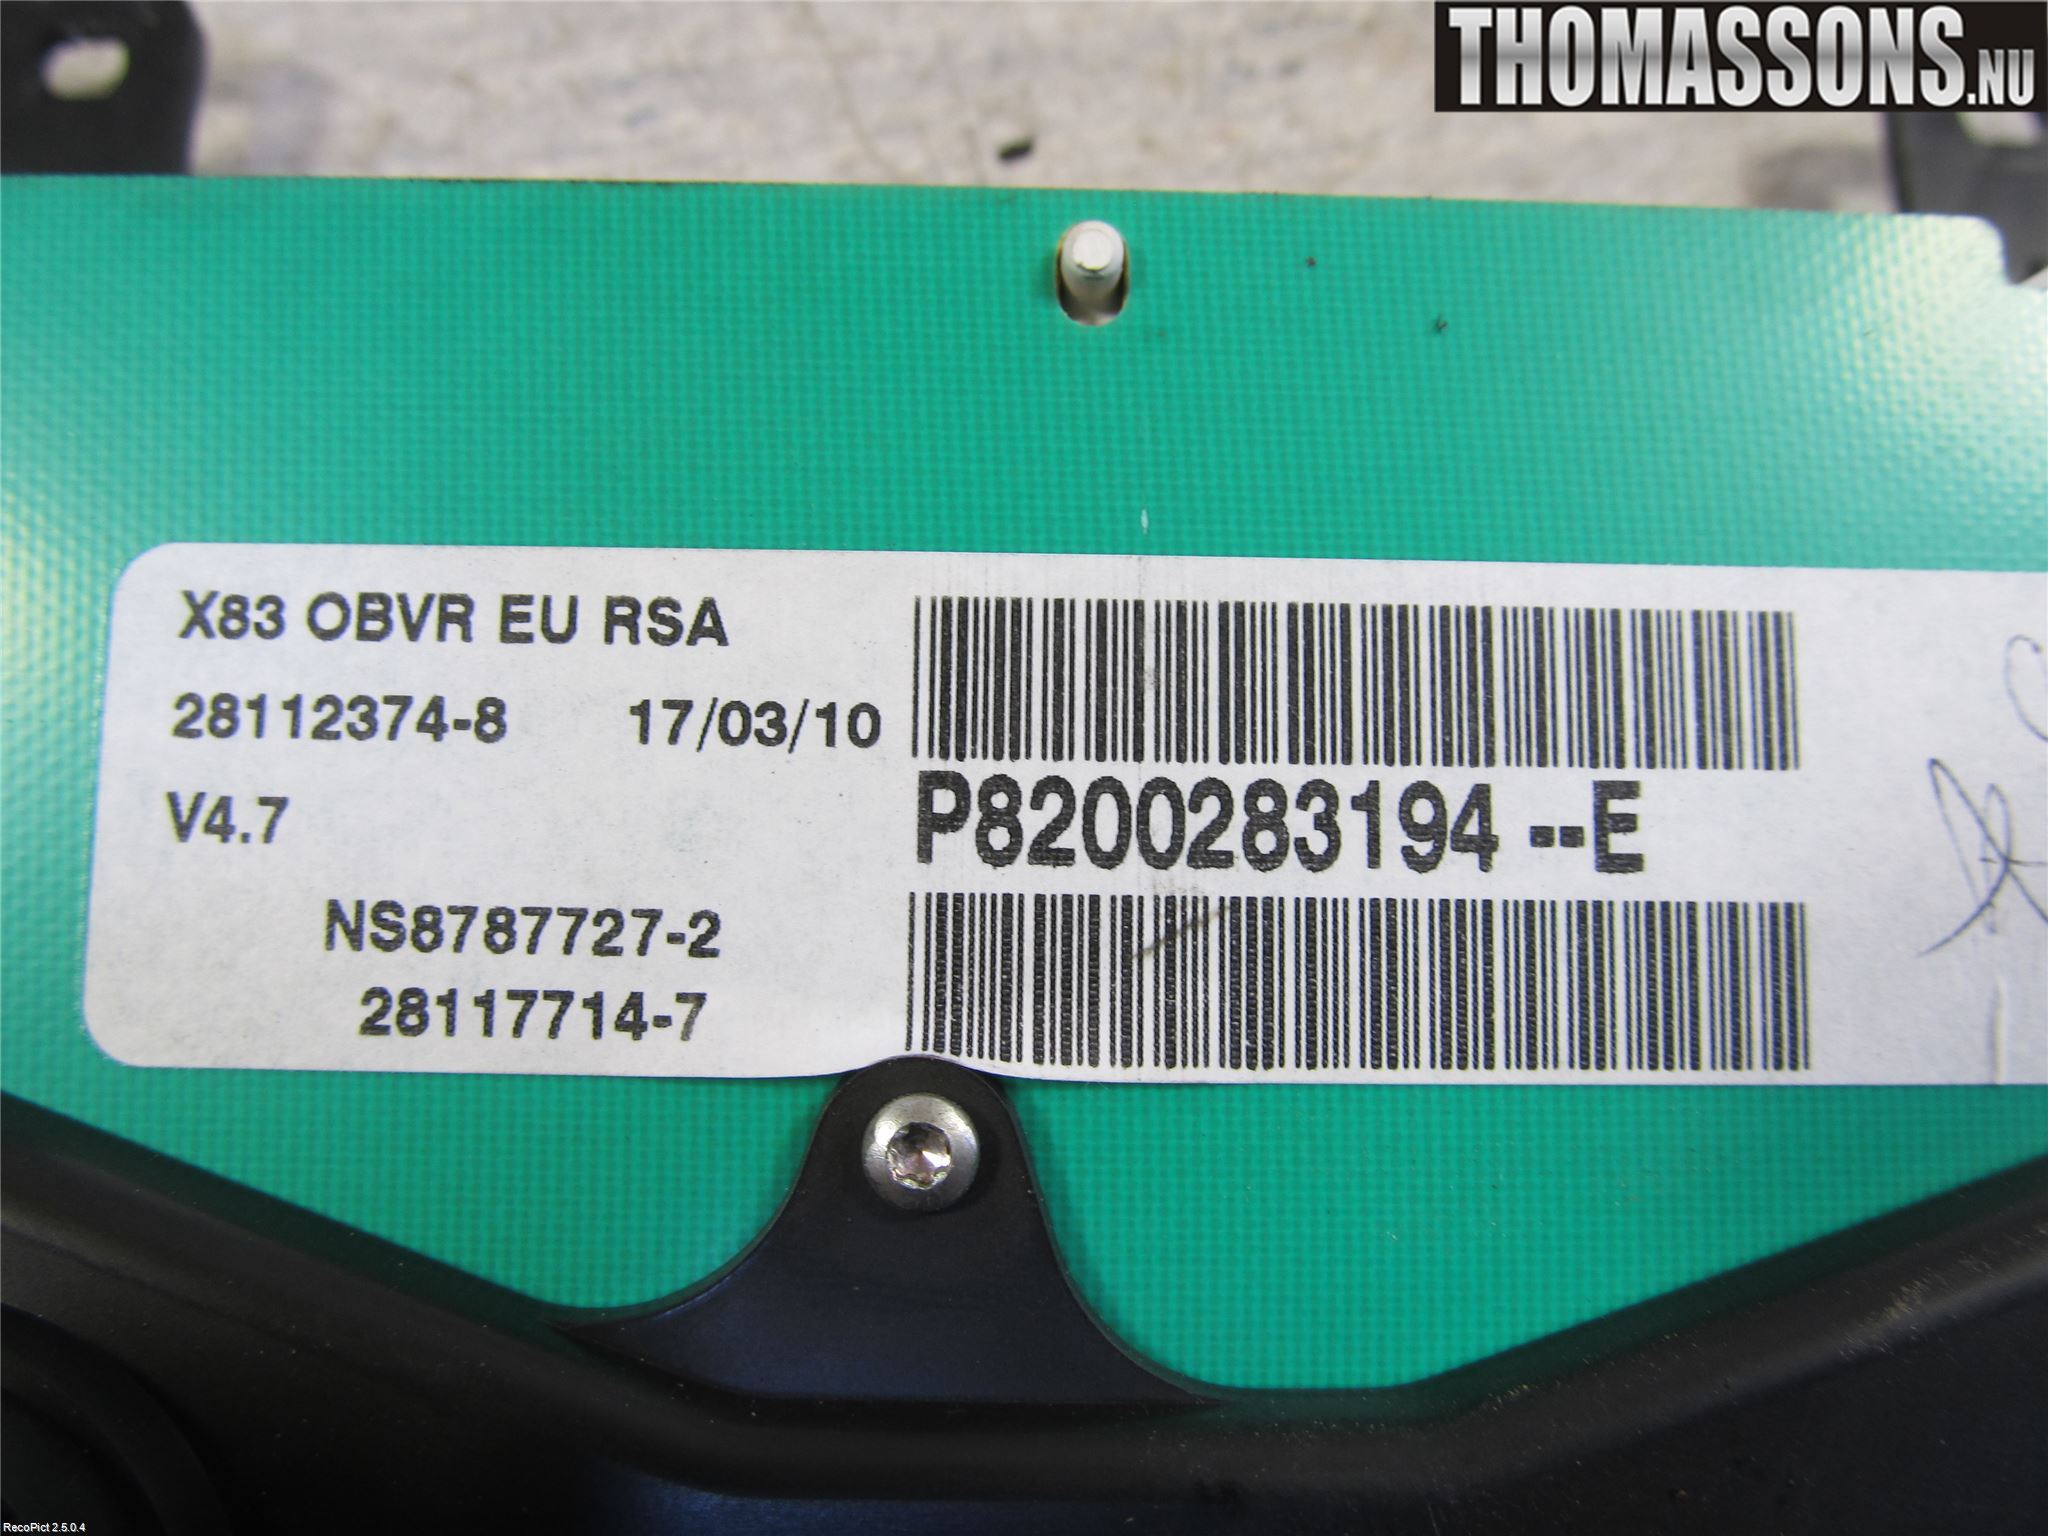 THOMASSONS.NU
X83 OBVR EU RSA
28112374-8 17/03/10
V4.7
P8200283194 --E
NS8787727-2
28117714-7
RecoPict 2.5.0.4